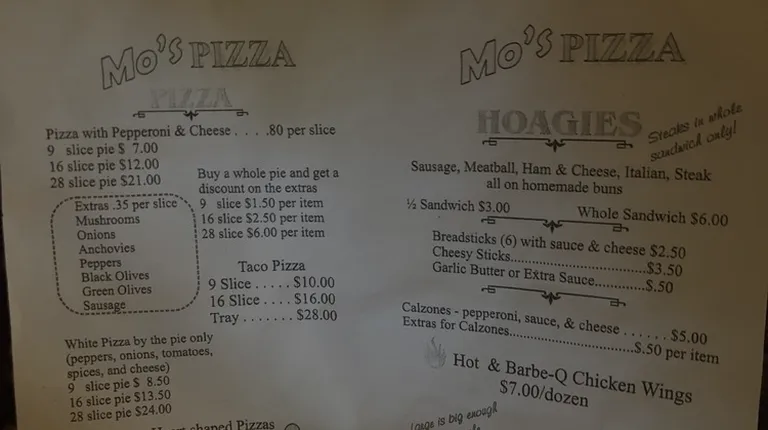 Mo's PIZZA
PIZZA
Pizza with Pepperoni & Cheese . . . .80 per slice
9 slice pie $ 7.00
16 slice pie $12.00
28 slice pie $21.00
Extras .35 per slice
Mushrooms
Onions
Anchovies
Peppers
Black Olives
Green Olives
Sausage
Buy a whole pie and get a
discount on the extras
9 slice $1.50 per item
16 slice $2.50 per item
28 slice $6.00 per item
Taco Pizza
9 Slice . . . . . $10.00
16 Slice . . . . $16.00
Tray . . . . . . . $28.00
White Pizza by the pie only
(peppers, onions, tomatoes,
spices, and cheese)
9 slice pie $ 8.50
16 slice pie $13.50
28 slice pie $24.00
shaped Pizzas
Mo's PIZZA
HOAGIES
Steaks in whole
sandwich only!
Sausage, Meatball, Ham & Cheese, Italian, Steak
all on homemade buns
½ Sandwich $3.00 Whole Sandwich $6.00
Breadsticks (6) with sauce & cheese $2.50
Cheesy Sticks.................................$3.50
Garlic Butter or Extra Sauce.............$.50
Calzones - pepperoni, sauce, & cheese . . . . . . $5.00
Extras for Calzones..............................$.50 per item
Hot & Barbe-Q Chicken Wings
$7.00/dozen
is big enough